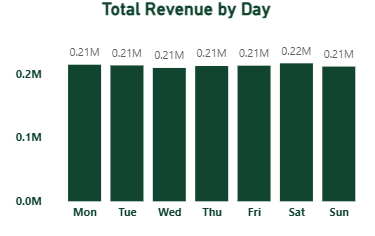 Total Revenue by Day
0.21M 0.21M 0.21M 0.21M 0.21M 0.22M 0.21M
0.2M
0.1M
0.0M
Mon Tue Wed Thu Fri Sat Sun